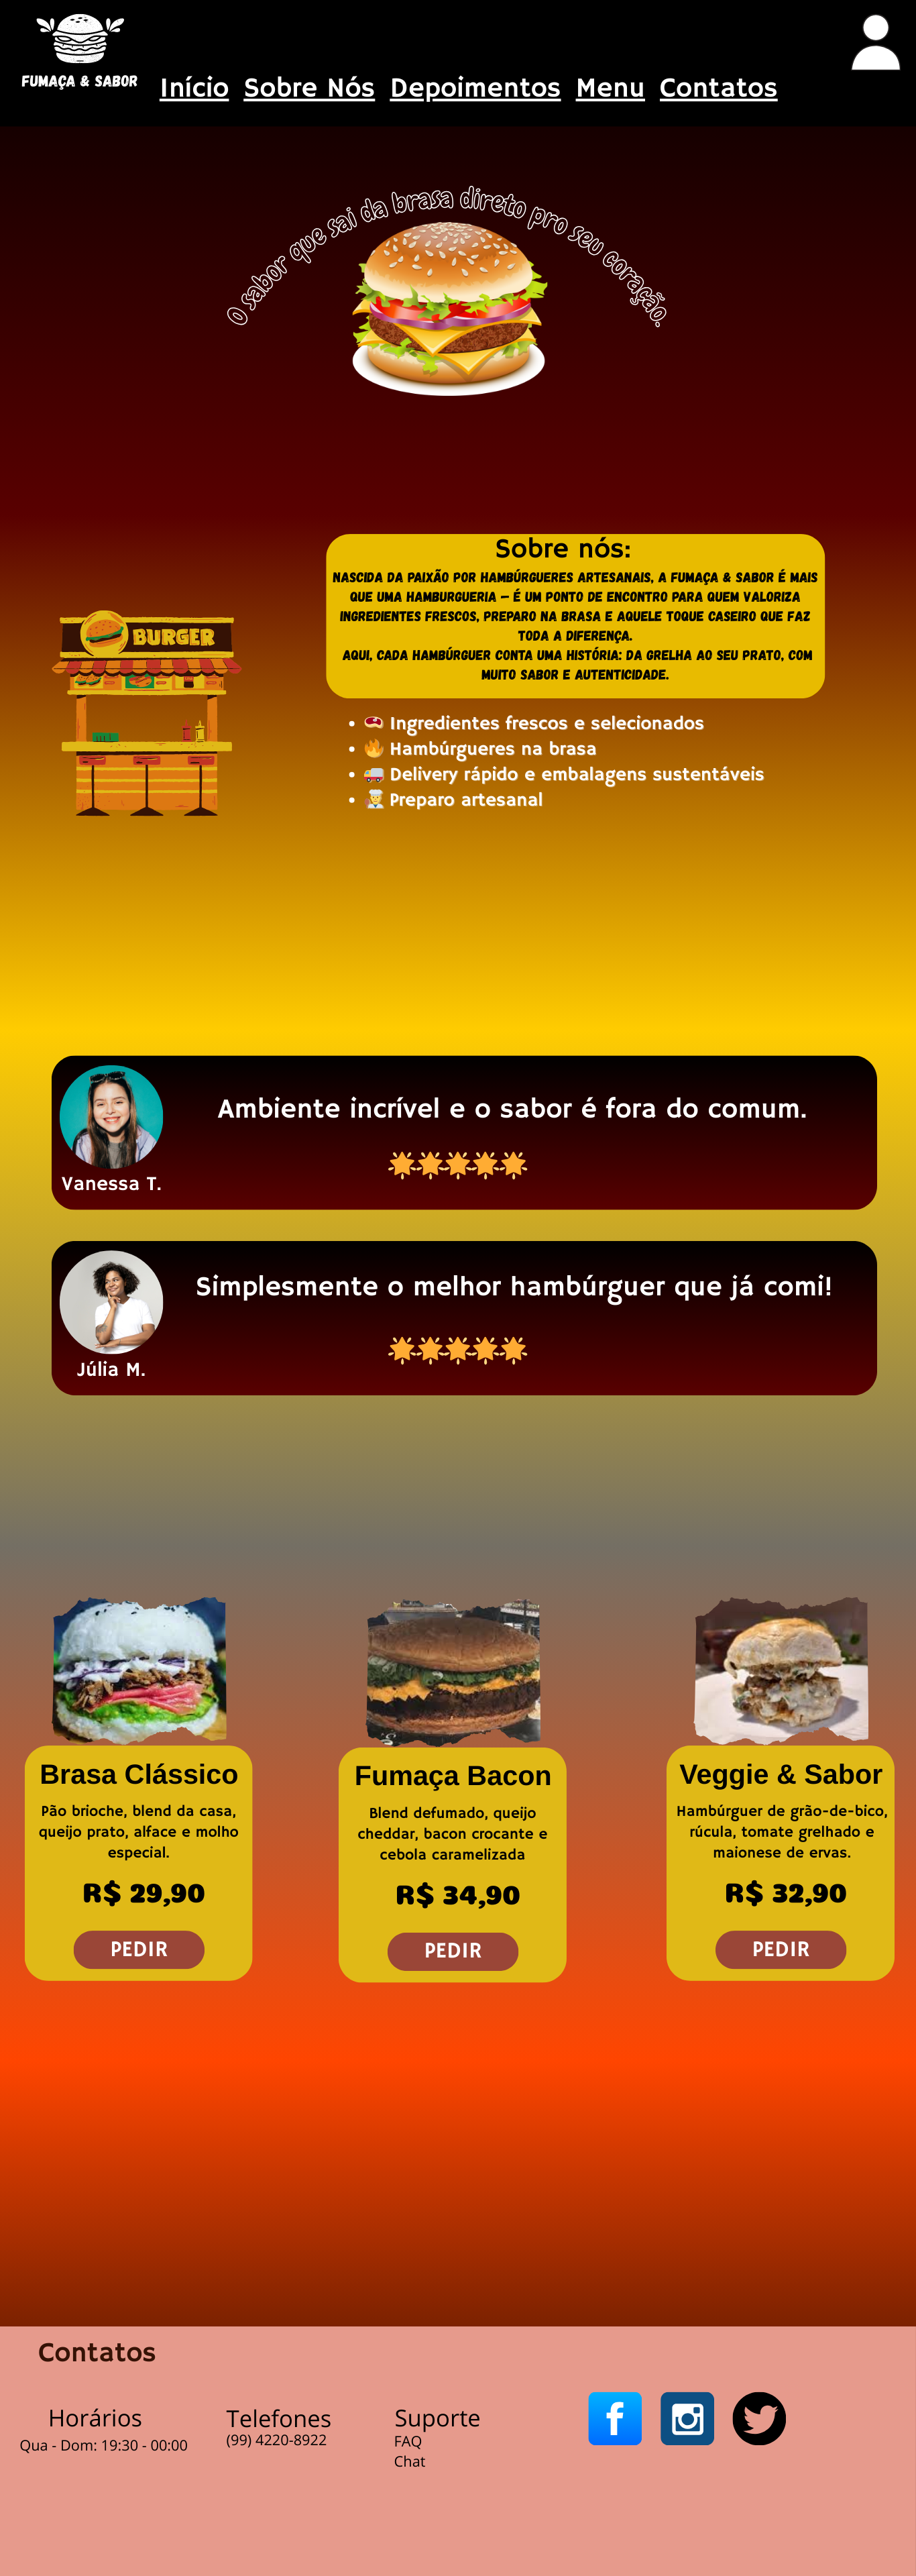 FUMAÇA & SABOR
Início Sobre Nós Depoimentos Menu Contatos
O sabor que sai da brasa direto pro seu coração.
BURGER
Sobre nós:
NASCIDA DA PAIXÃO POR HAMBÚRGUERES ARTESANAIS, A FUMAÇA & SABOR É MAIS
QUE UMA HAMBURGUERIA – É UM PONTO DE ENCONTRO PARA QUEM VALORIZA
INGREDIENTES FRESCOS, PREPARO NA BRASA E AQUELE TOQUE CASEIRO QUE FAZ
TODA A DIFERENÇA.
AQUI, CADA HAMBÚRGUER CONTA UMA HISTÓRIA: DA GRELHA AO SEU PRATO, COM
MUITO SABOR E AUTENTICIDADE.
• 🥩 Ingredientes frescos e selecionados
• 🔥 Hambúrgueres na brasa
• 🚚 Delivery rápido e embalagens sustentáveis
• 👩‍🍳 Preparo artesanal
Ambiente incrível e o sabor é fora do comum.
Vanessa T.
Simplesmente o melhor hambúrguer que já comi!
Júlia M.
Brasa Clássico
Pão brioche, blend da casa,
queijo prato, alface e molho
especial.
R$ 29,90
PEDIR
Fumaça Bacon
Blend defumado, queijo
cheddar, bacon crocante e
cebola caramelizada
R$ 34,90
PEDIR
Veggie & Sabor
Hambúrguer de grão-de-bico,
rúcula, tomate grelhado e
maionese de ervas.
R$ 32,90
PEDIR
Contatos
Horários
Qua - Dom: 19:30 - 00:00
Telefones
(99) 4220-8922
Suporte
FAQ
Chat